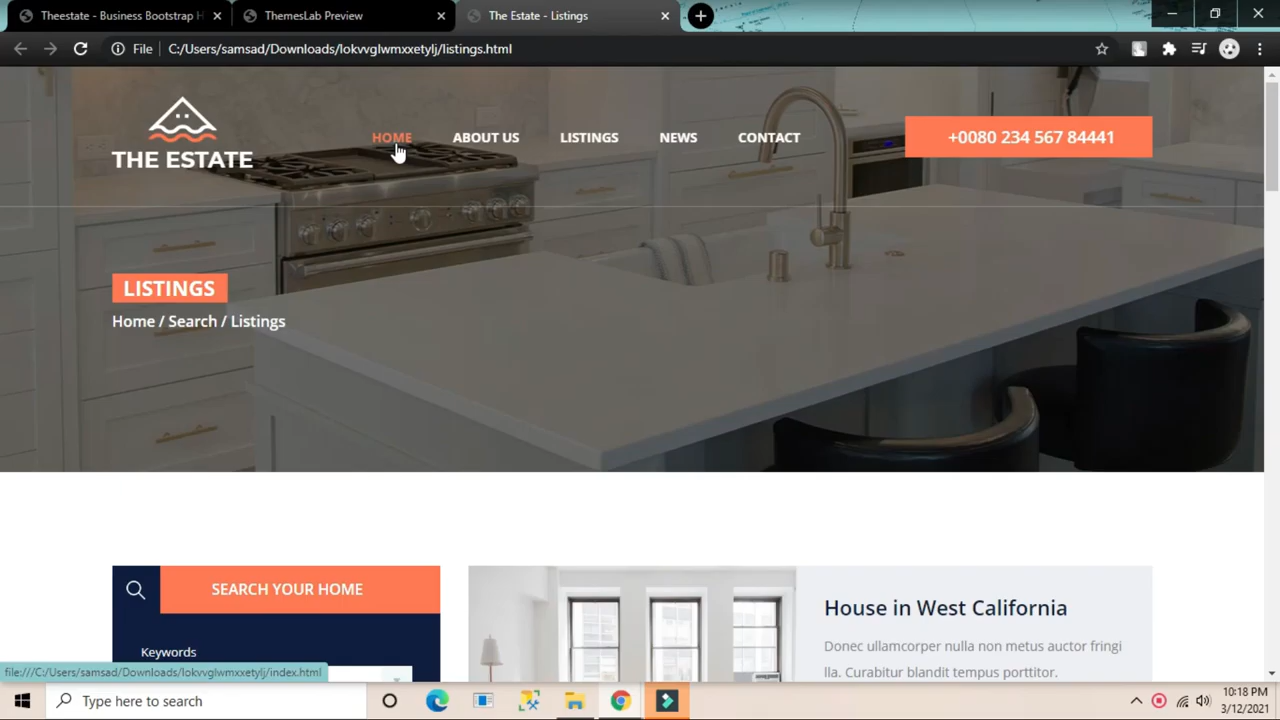 Theestate - Business Bootstrap H
ThemesLab Preview
The Estate - Listings
File
C:/Users/samsad/Downloads/lokvvglwmxxetylj/listings.html
THE ESTATE
HOME
ABOUT US
LISTINGS
NEWS
CONTACT
+0080 234 567 84441
LISTINGS
Home / Search / Listings
SEARCH YOUR HOME
Keywords
House in West California
Donec ullamcorper nulla non metus auctor fringi
lla. Curabitur blandit tempus porttitor.
file:///C:/Users/samsad/Downloads/lokvvglwmxxetylj/index.html
Type here to search
10:18 PM
3/12/2021